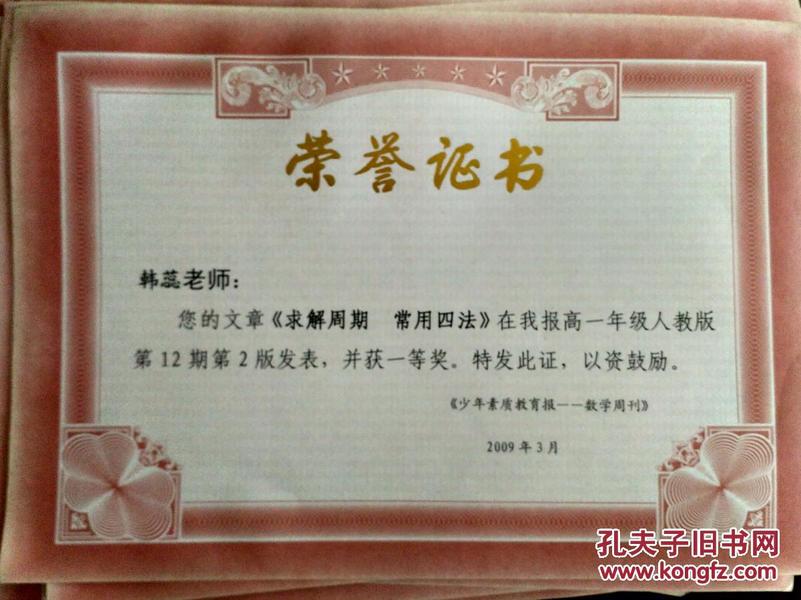 荣誉证书
韩蕊老师：
您的文章《求解周期　常用四法》在我报高一年级人教版
第12期第2版发表，并获一等奖。特发此证，以资鼓励。
《少年素质教育报——数学周刊》
2009年3月
孔夫子旧书网
www.kongfz.com